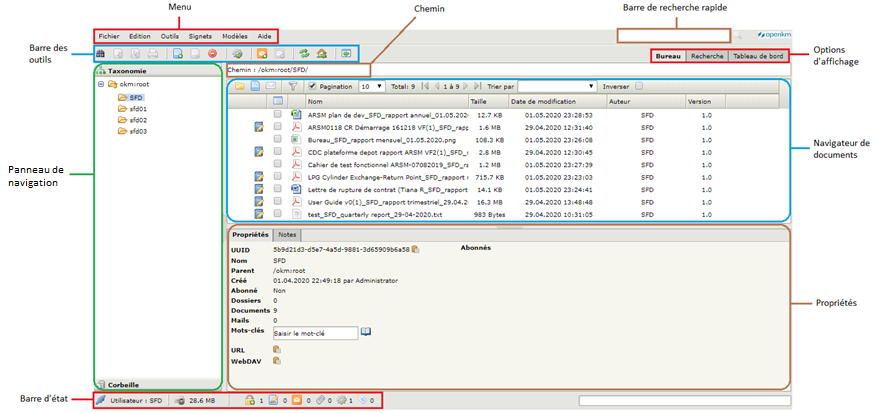 Menu
Chemin
Barre de recherche rapide
Fichier Edition Outils Signets Modèles Aide
openkm
Barre des outils
Bureau Recherche Tableau de bord
Options d'affichage
Taxonomie
Chemin : /okm:root/SFD/
okm:root
SFD
sfd01
sfd02
sfd03
Pagination 10 Total: 9 1 à 9 Trier par Inverser
Nom Taille Date de modification Auteur Version
ARSM plan de dev_SFD_rapport annuel_01.05.202 12.7 KB 01.05.2020 23:28:53 SFD 1.0
ARSM0118 CR Démarrage 161218 VF(1)_SFD_rapp 1.6 MB 29.04.2020 12:31:40 SFD 1.0
Bureau_SFD_rapport mensuel_01.05.2020.png 108.3 KB 01.05.2020 23:26:08 SFD 1.0
CDC plateforme depot rapport ARSM VF2(1)_SFD_r 2.8 MB 29.04.2020 12:30:45 SFD 1.0
Cahier de test fonctionnel ARSM-07082019_SFD_ra 1.2 MB 01.05.2020 23:27:39 SFD 1.0
LPG Cylinder Exchange-Return Point_SFD_rapport r 715.7 KB 01.05.2020 23:23:03 SFD 1.0
Lettre de rupture de contrat (Tiana R_SFD_rapport 14.1 KB 01.05.2020 23:24:41 SFD 1.0
User Guide v0(1)_SFD_rapport trimestriel_29.04.2 16.3 MB 29.04.2020 13:48:48 SFD 1.0
test_SFD_quarterly report_29-04-2020.txt 983 Bytes 29.04.2020 10:31:05 SFD 1.0
Navigateur de documents
Panneau de navigation
Propriétés Notes
UUID 5b9d21d3-d5e7-4a5d-9881-3d65909b6a58 Abonnés
Nom SFD
Parent /okm:root
Créé 01.04.2020 22:49:18 par Administrator
Abonné Non
Dossiers 0
Documents 9
Mails 0
Mots-clés Saisir le mot-clé
URL
WebDAV
Propriétés
Corbeille
Barre d'état
Utilisateur : SFD 28.6 MB 1 0 0 0 1 0